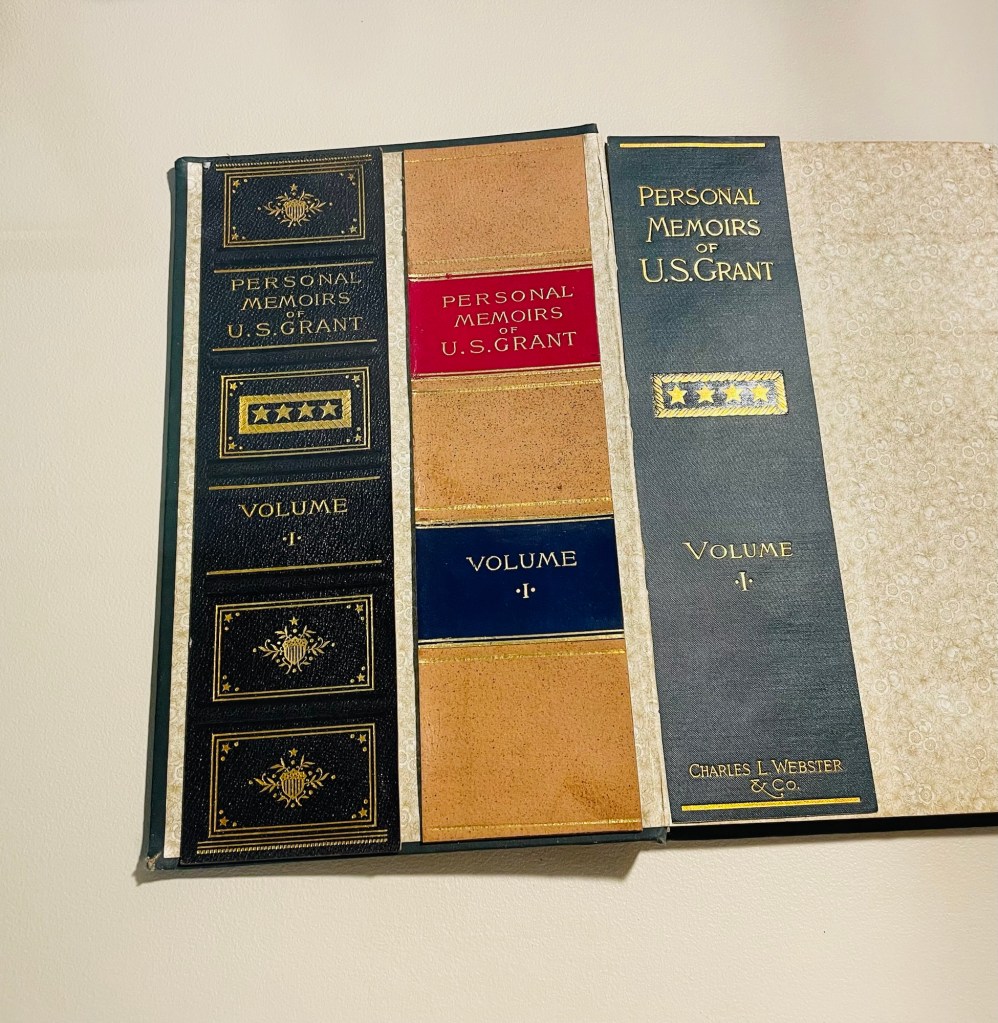 PERSONAL
MEMOIRS
OF
U.S.GRANT
VOLUME
·I·
PERSONAL
MEMOIRS
OF
U.S.GRANT
VOLUME
·I·
PERSONAL
MEMOIRS
OF
U.S.GRANT
VOLUME
·I·
CHARLES L. WEBSTER
& CO.